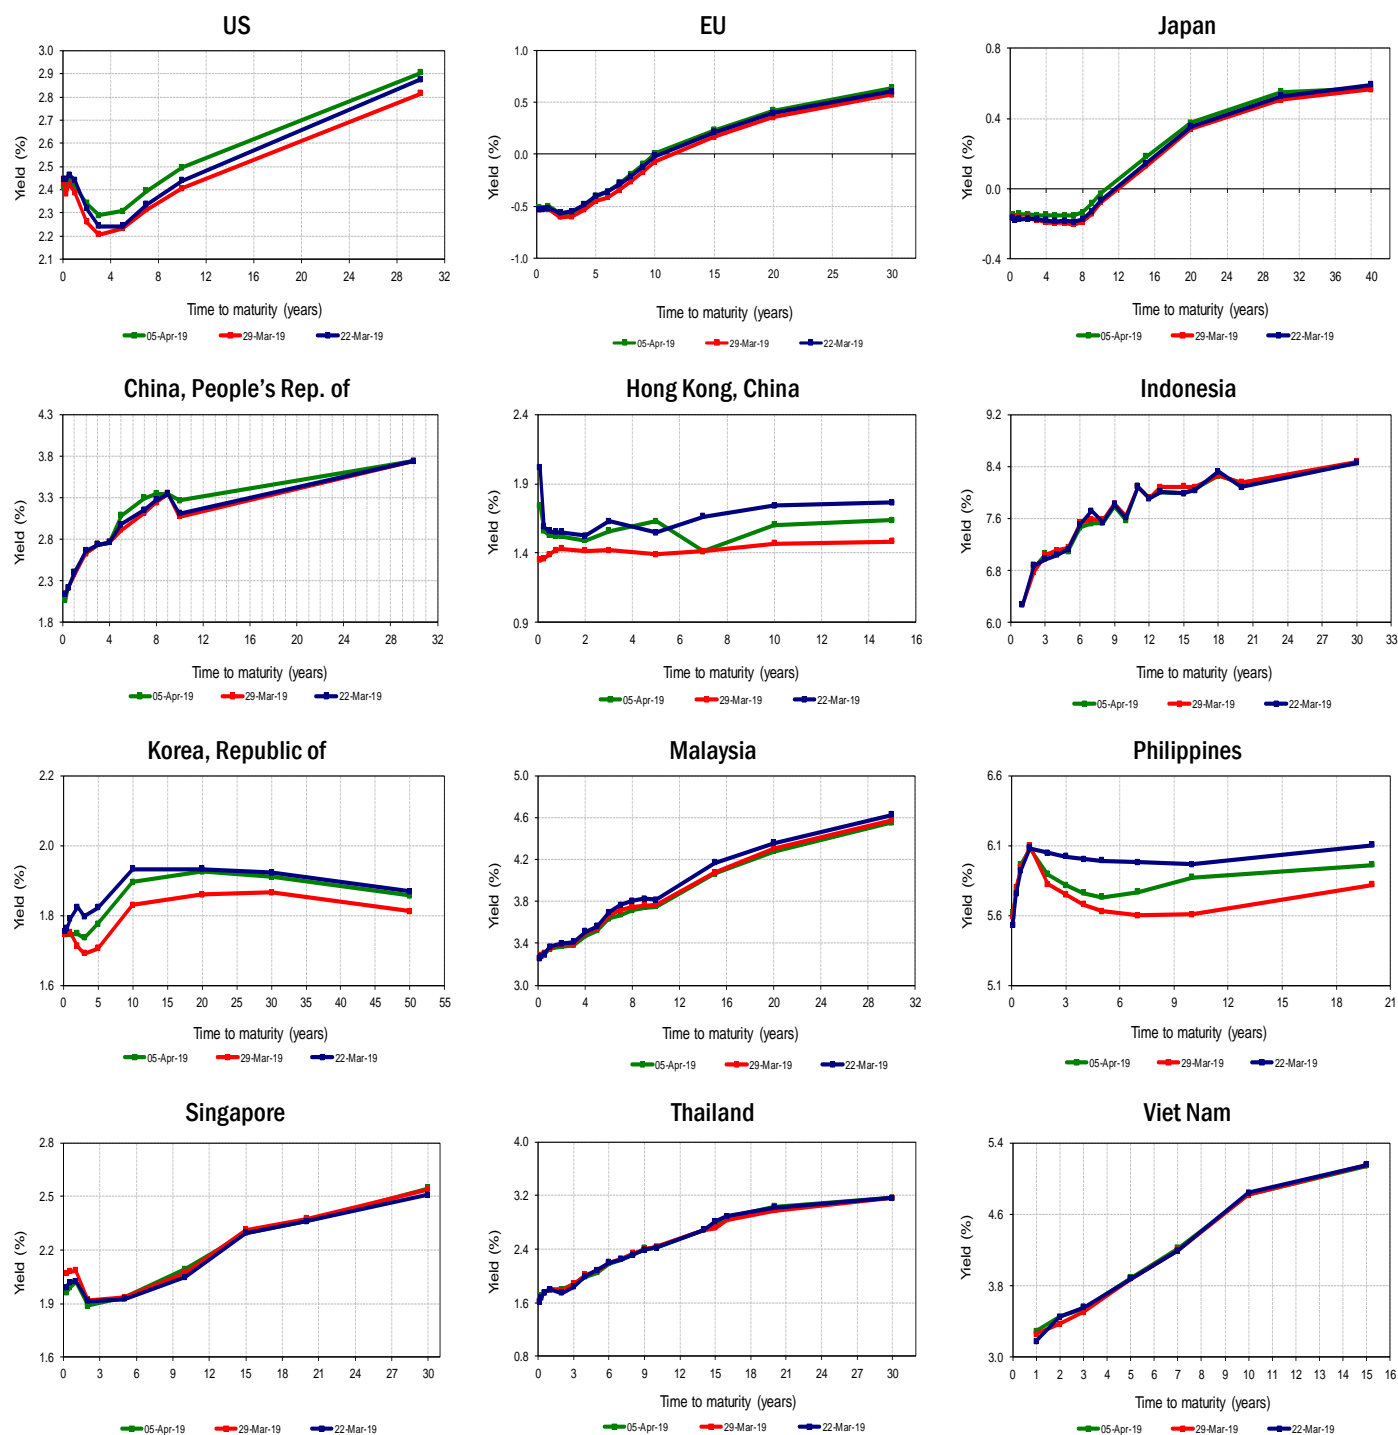 US
EU
Japan
3.0
2.9
2.8
2.7
2.6
2.5
2.4
2.3
2.2
2.1
Yield (%)
0 4 8 12 16 20 24 28 32
Time to maturity (years)
05-Apr-19 29-Mar-19 22-Mar-19
1.0
0.5
0.0
-0.5
-1.0
Yield (%)
0 5 10 15 20 25 30
Time to maturity (years)
05-Apr-19 29-Mar-19 22-Mar-19
0.8
0.4
0.0
-0.4
Yield (%)
0 4 8 12 16 20 24 28 32 36 40
Time to maturity (years)
05-Apr-19 29-Mar-19 22-Mar-19
China, People’s Rep. of
Hong Kong, China
Indonesia
4.3
3.8
3.3
2.8
2.3
1.8
Yield (%)
0 4 8 12 16 20 24 28 32
Time to maturity (years)
05-Apr-19 29-Mar-19 22-Mar-19
2.4
1.9
1.4
0.9
Yield (%)
0 2 4 6 8 10 12 14 16
Time to maturity (years)
05-Apr-19 29-Mar-19 22-Mar-19
9.2
8.4
7.6
6.8
6.0
Yield (%)
0 3 6 9 12 15 18 21 24 27 30 33
Time to maturity (years)
05-Apr-19 29-Mar-19 22-Mar-19
Korea, Republic of
Malaysia
Philippines
2.2
2.0
1.8
1.6
Yield (%)
0 5 10 15 20 25 30 35 40 45 50 55
Time to maturity (years)
05-Apr-19 29-Mar-19 22-Mar-19
5.0
4.6
4.2
3.8
3.4
3.0
Yield (%)
0 4 8 12 16 20 24 28 32
Time to maturity (years)
05-Apr-19 29-Mar-19 22-Mar-19
6.6
6.1
5.6
5.1
Yield (%)
0 3 6 9 12 15 18 21
Time to maturity (years)
05-Apr-19 29-Mar-19 22-Mar-19
Singapore
Thailand
Viet Nam
2.8
2.5
2.2
1.9
1.6
Yield (%)
0 3 6 9 12 15 18 21 24 27 30
Time to maturity (years)
05-Apr-19 29-Mar-19 22-Mar-19
4.0
3.2
2.4
1.6
0.8
Yield (%)
0 3 6 9 12 15 18 21 24 27 30 32
Time to maturity (years)
05-Apr-19 29-Mar-19 22-Mar-19
5.4
4.6
3.8
3.0
Yield (%)
0 1 2 3 4 5 6 7 8 9 10 11 12 13 14 15 16
Time to maturity (years)
05-Apr-19 29-Mar-19 22-Mar-19